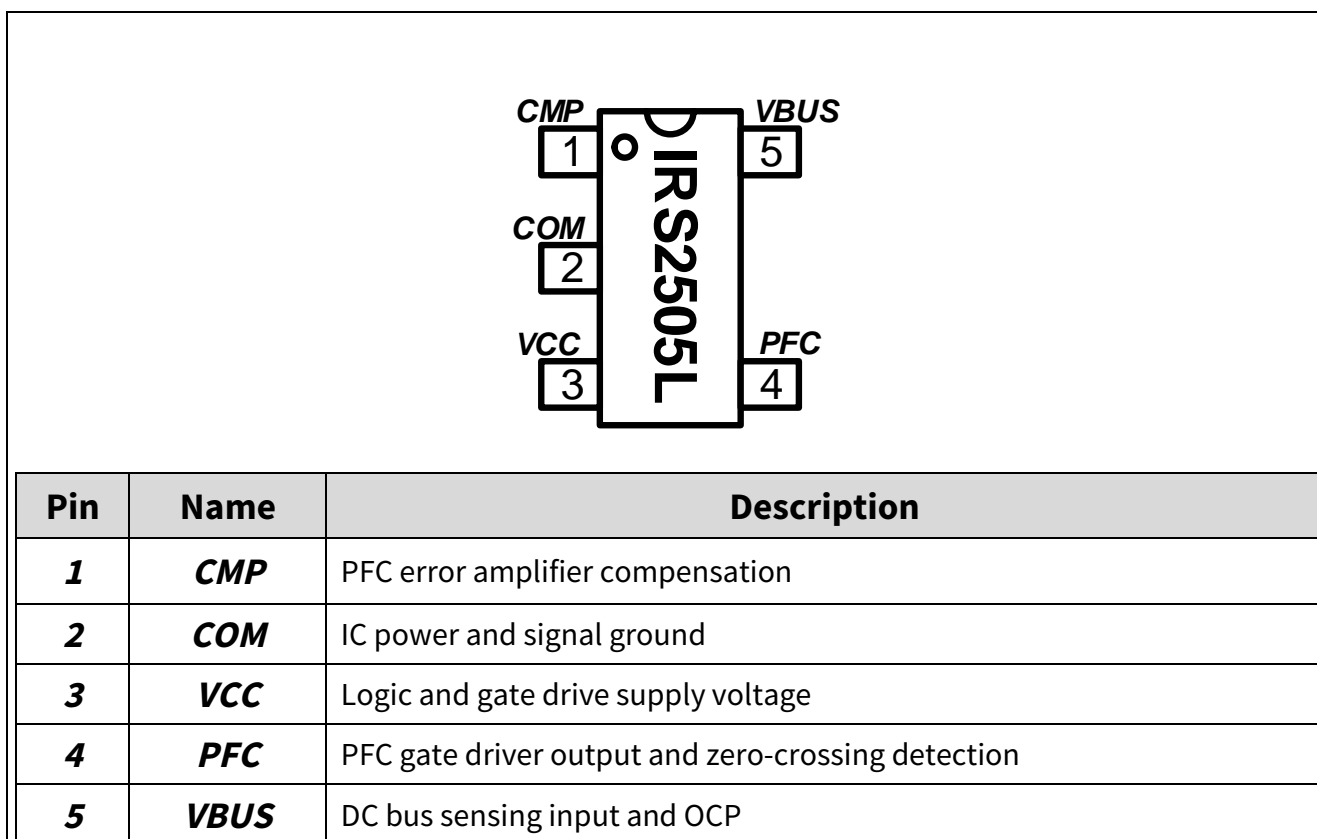 CMP VBUS
1 5
IRS2505L
COM
2
VCC PFC
3 4
Pin Name Description
1 CMP PFC error amplifier compensation
2 COM IC power and signal ground
3 VCC Logic and gate drive supply voltage
4 PFC PFC gate driver output and zero-crossing detection
5 VBUS DC bus sensing input and OCP